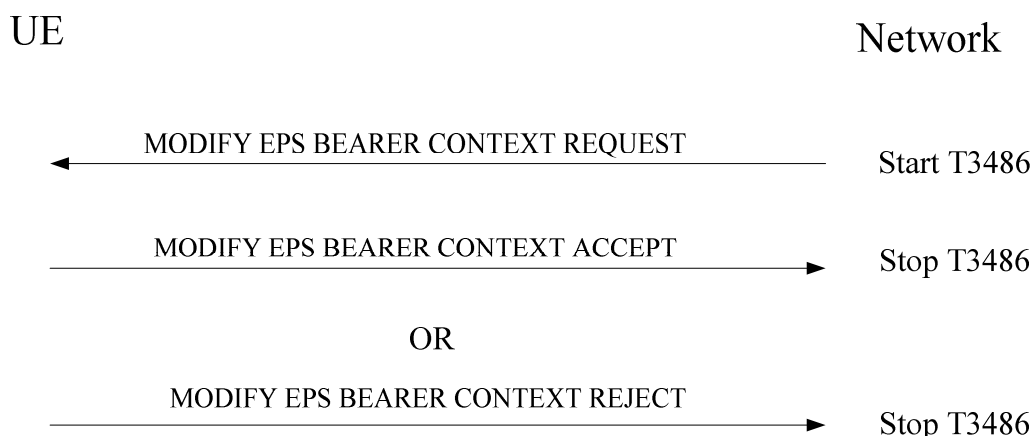 UE
Network
MODIFY EPS BEARER CONTEXT REQUEST
Start T3486
MODIFY EPS BEARER CONTEXT ACCEPT
Stop T3486
OR
MODIFY EPS BEARER CONTEXT REJECT
Stop T3486